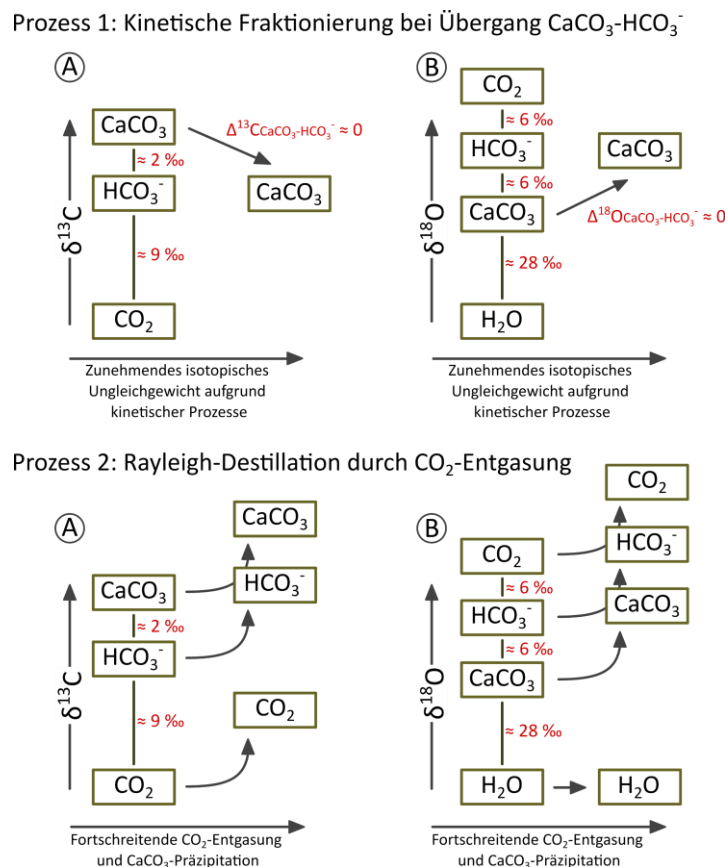 Prozess 1: Kinetische Fraktionierung bei Übergang CaCO₃-HCO₃⁻
A
δ¹³C
CaCO₃
≈ 2 ‰
HCO₃⁻
≈ 9 ‰
CO₂
Δ¹³CCaCO₃-HCO₃⁻ ≈ 0
CaCO₃
Zunehmendes isotopisches
Ungleichgewicht aufgrund
kinetischer Prozesse
B
δ¹⁸O
CO₂
≈ 6 ‰
HCO₃⁻
≈ 6 ‰
CaCO₃
≈ 28 ‰
H₂O
CaCO₃
Δ¹⁸OCaCO₃-HCO₃⁻ ≈ 0
Zunehmendes isotopisches
Ungleichgewicht aufgrund
kinetischer Prozesse
Prozess 2: Rayleigh-Destillation durch CO₂-Entgasung
A
δ¹³C
CaCO₃
≈ 2 ‰
HCO₃⁻
≈ 9 ‰
CO₂
CaCO₃
HCO₃⁻
CO₂
Fortschreitende CO₂-Entgasung
und CaCO₃-Präzipitation
B
δ¹⁸O
CO₂
≈ 6 ‰
HCO₃⁻
≈ 6 ‰
CaCO₃
≈ 28 ‰
H₂O
CO₂
HCO₃⁻
CaCO₃
H₂O
Fortschreitende CO₂-Entgasung
und CaCO₃-Präzipitation